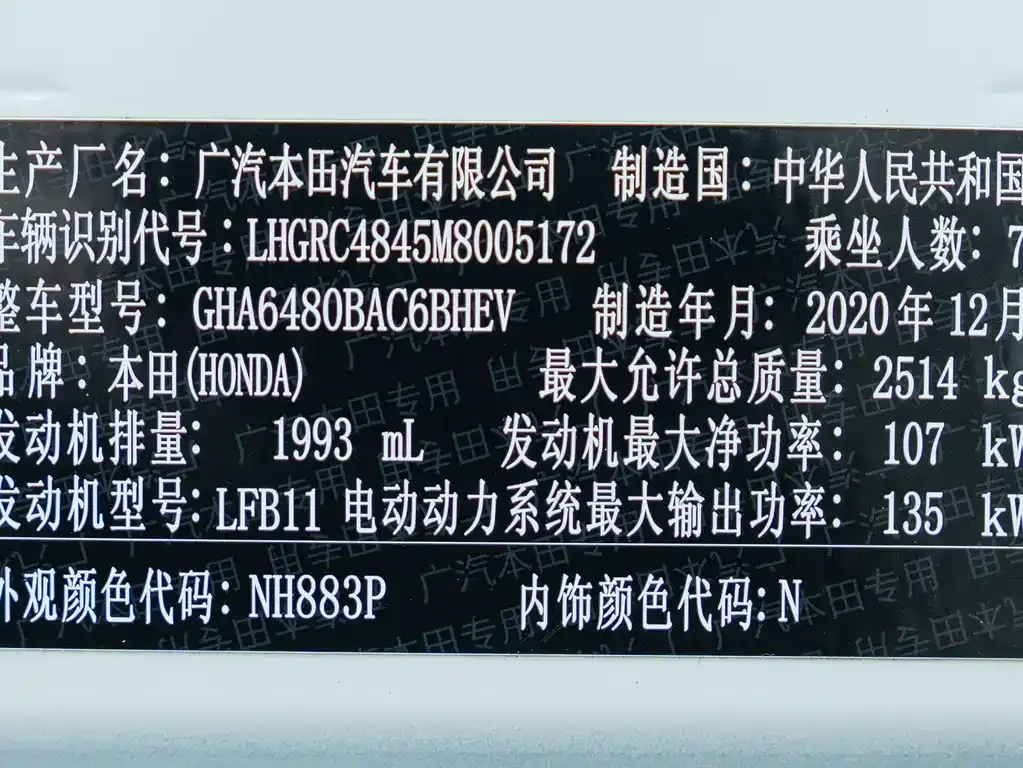 生产厂名：广汽本田汽车有限公司 制造国：中华人民共和国
车辆识别代号：LHGRC4845M8005172 乘坐人数：7
整车型号：GHA6480BAC6BHEV 制造年月：2020年12月
品牌：本田(HONDA) 最大允许总质量：2514 kg
发动机排量： 1993 mL 发动机最大净功率：107 kW
发动机型号：LFB11 电动动力系统最大输出功率：135 kW
外观颜色代码：NH883P 内饰颜色代码：N